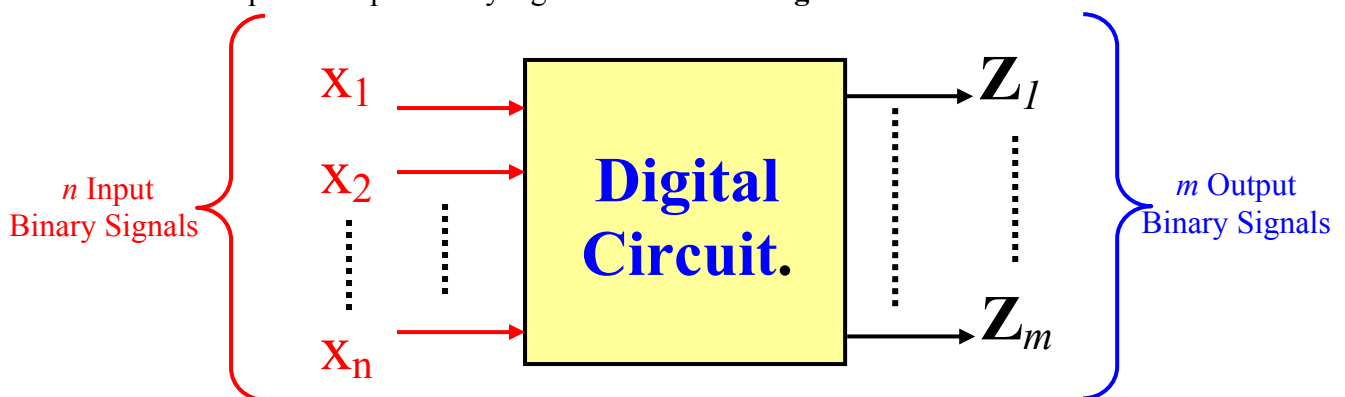 x1
x2
xn
n Input
Binary Signals
Digital
Circuit.
Z1
Zm
m Output
Binary Signals